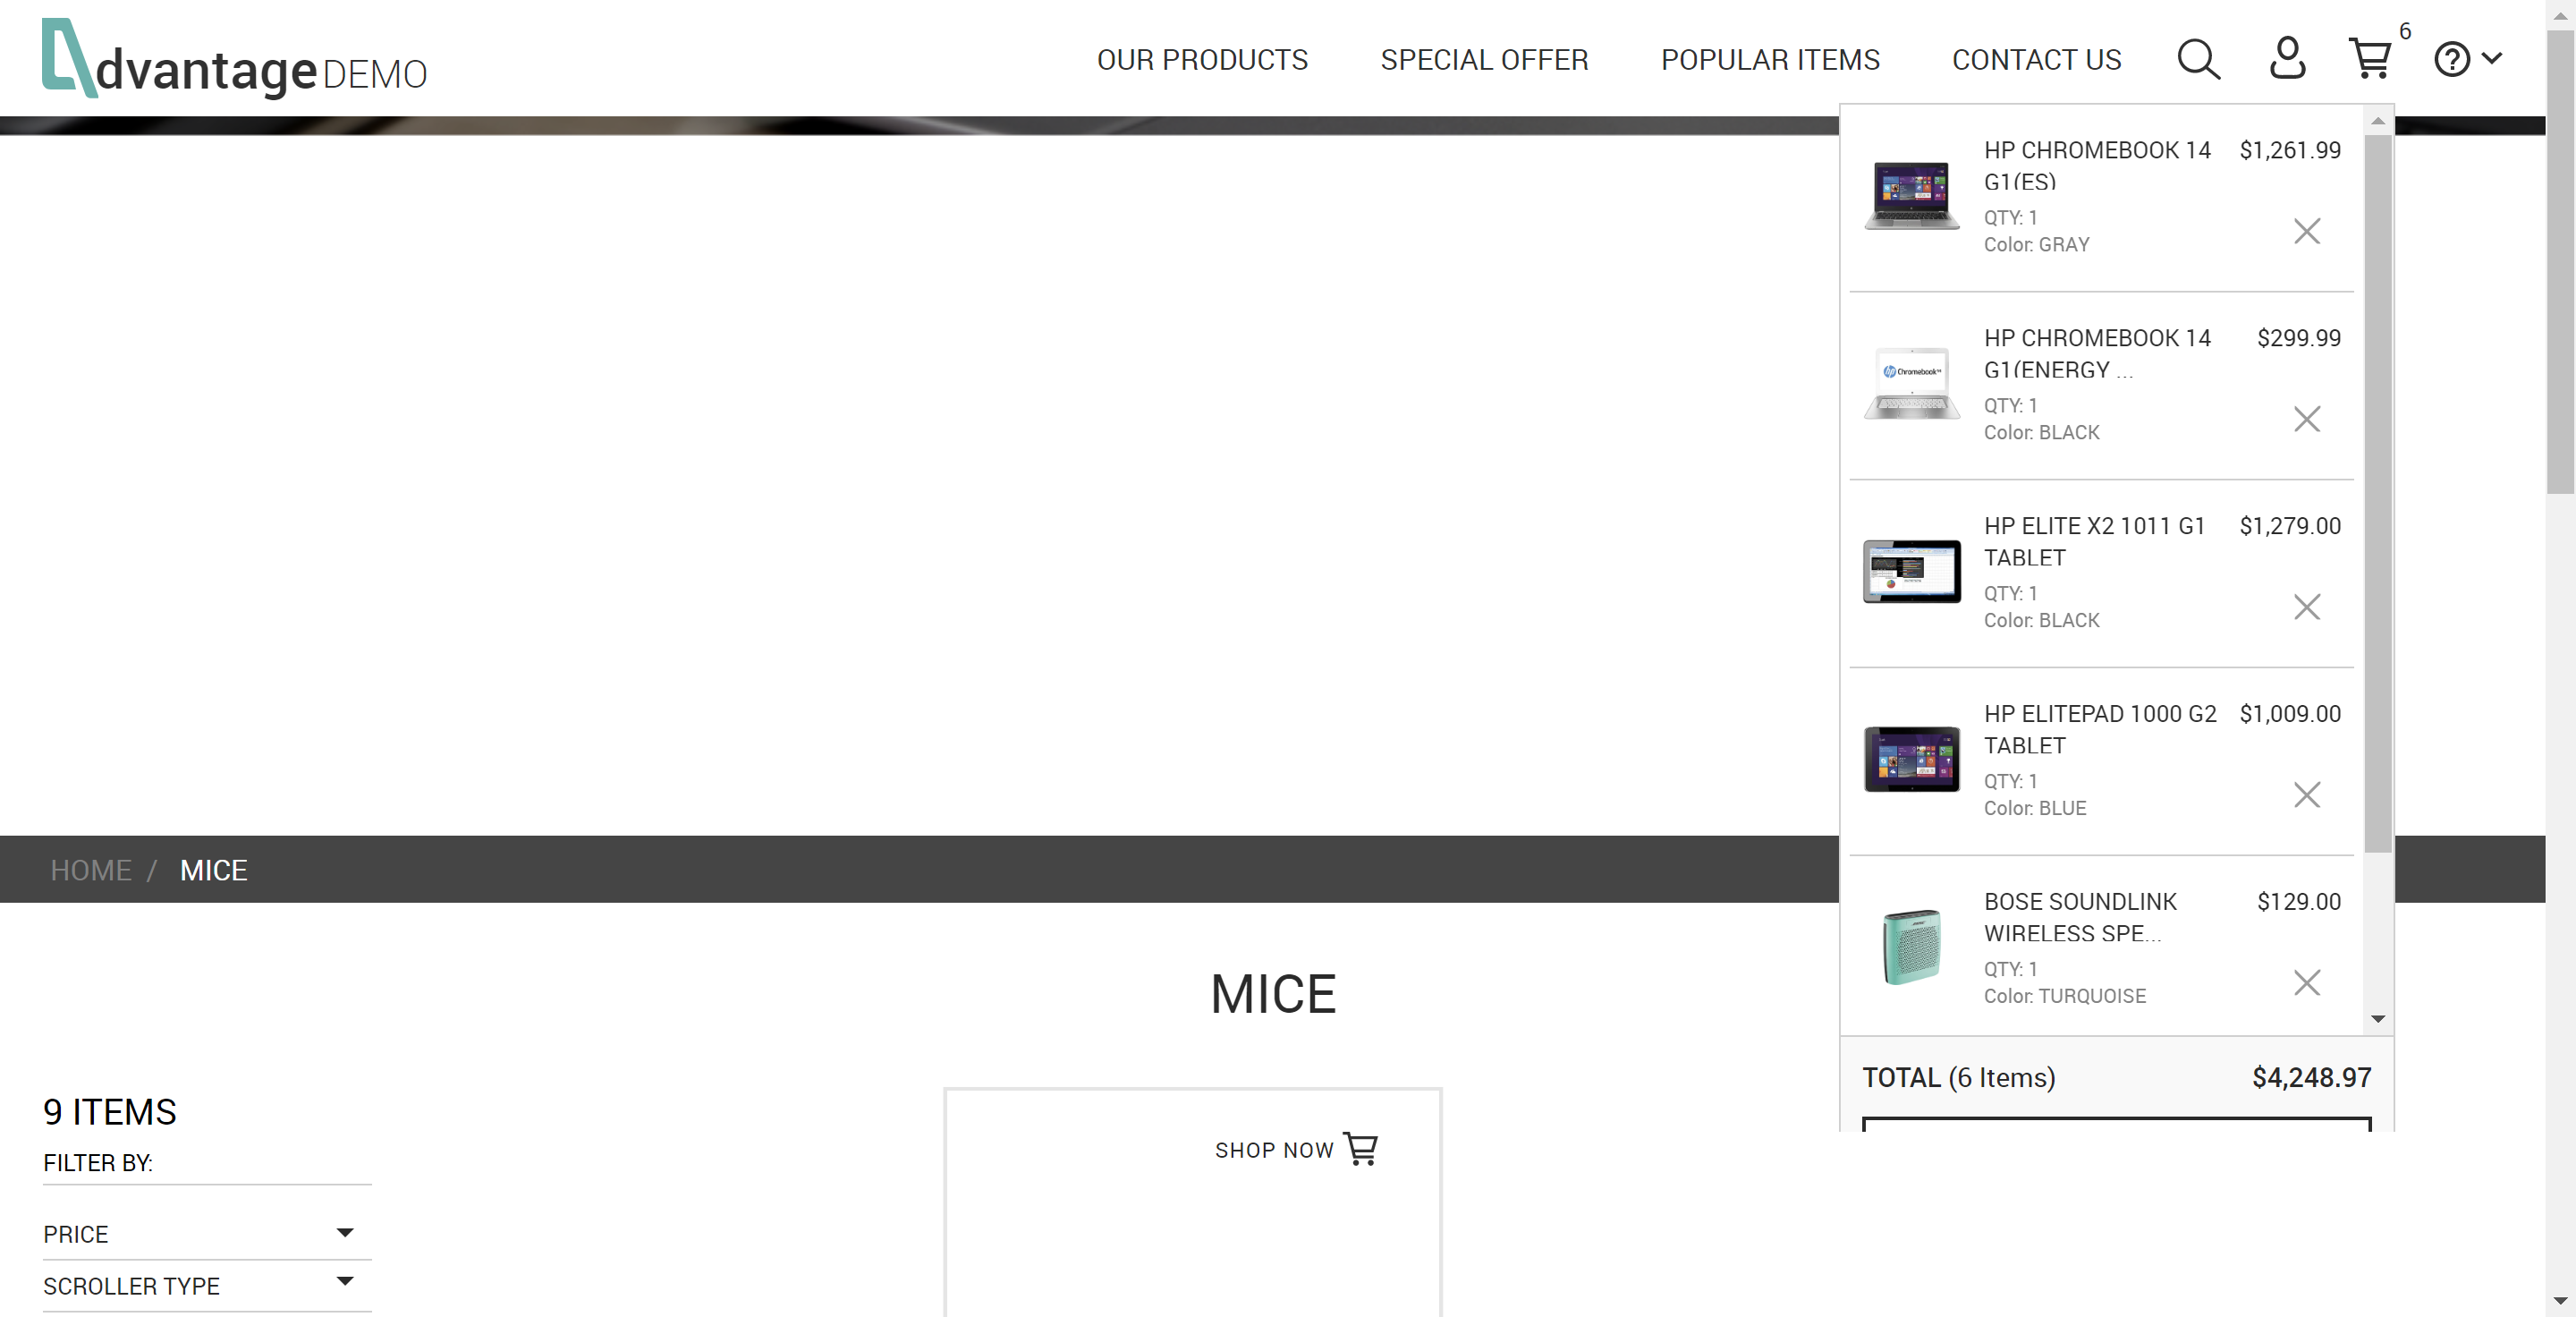 dvantage DEMO
OUR PRODUCTS SPECIAL OFFER POPULAR ITEMS CONTACT US 6
HP CHROMEBOOK 14 $1,261.99
G1(ES)
QTY: 1
Color: GRAY
HP CHROMEBOOK 14 $299.99
G1(ENERGY ...
QTY: 1
Color: BLACK
Chromebook
HP ELITE X2 1011 G1 $1,279.00
TABLET
QTY: 1
Color: BLACK
HP ELITEPAD 1000 G2 $1,009.00
TABLET
QTY: 1
Color: BLUE
BOSE SOUNDLINK $129.00
WIRELESS SPE...
QTY: 1
Color: TURQUOISE
TOTAL (6 Items) $4,248.97
HOME / MICE
MICE
9 ITEMS
FILTER BY:
PRICE
SCROLLER TYPE
SHOP NOW